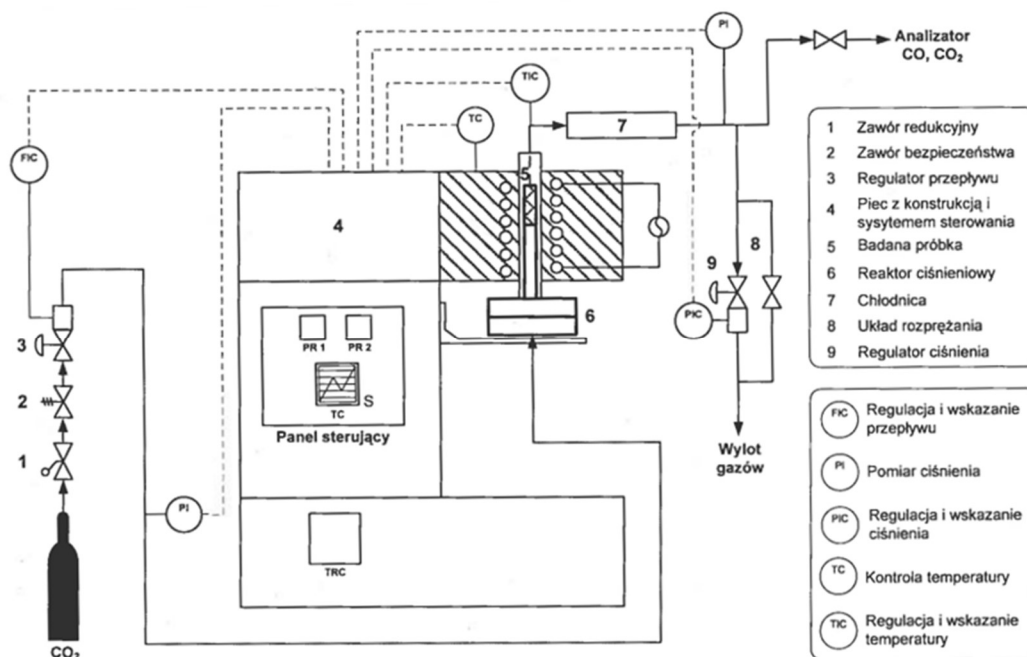 PI
Analizator
CO, CO₂
TIC
TC
FIC
7
5
4
8
9
6
PIC
3
PR 1
PR 2
2
S
TC
Panel sterujący
1
Wylot
gazów
PI
TRC
CO₂
1 Zawór redukcyjny
2 Zawór bezpieczeństwa
3 Regulator przepływu
4 Piec z konstrukcją i
sysytemem sterowania
5 Badana próbka
6 Reaktor ciśnieniowy
7 Chłodnica
8 Układ rozprężania
9 Regulator ciśnienia
FIC Regulacja i wskazanie
przepływu
PI Pomiar ciśnienia
PIC Regulacja i wskazanie
ciśnienia
TC Kontrola temperatury
TIC Regulacja i wskazanie
temperatury